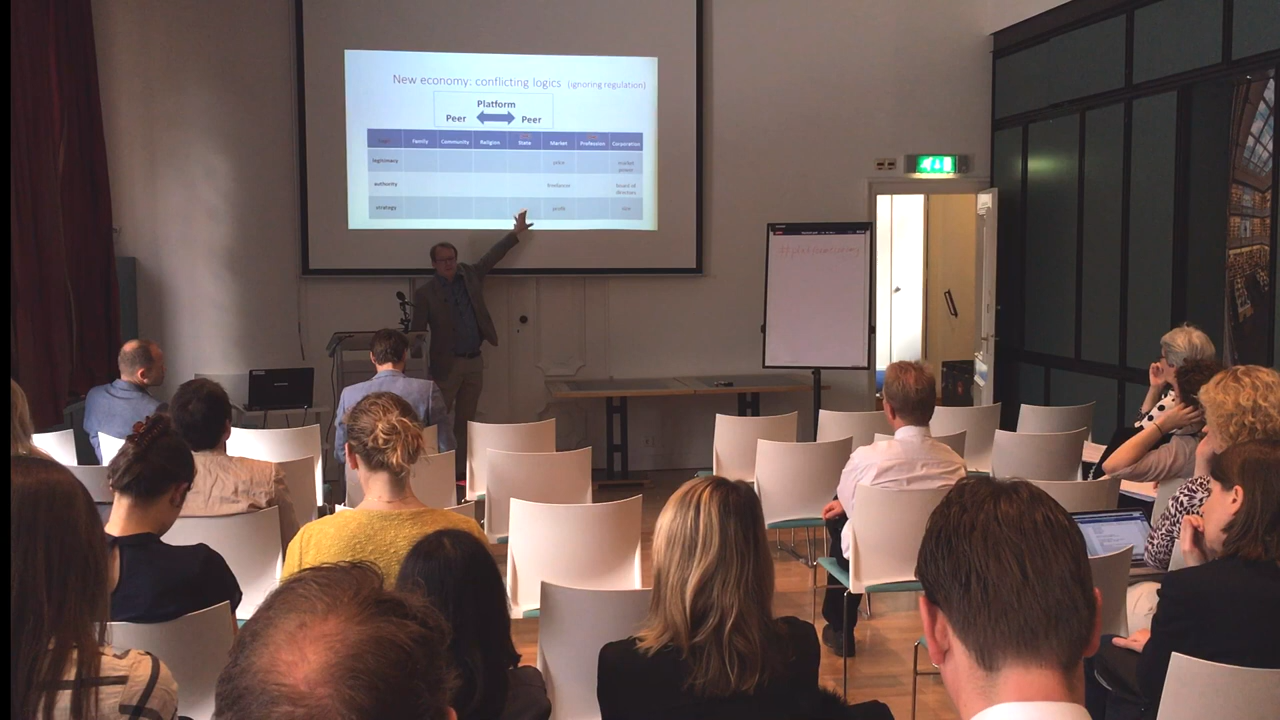 New economy: conflicting logics (ignoring regulation)
Platform
Peer Peer
Family Community Religion State Market Profession Corporation
legitimacy price market power
authority board of directors
strategy profit size